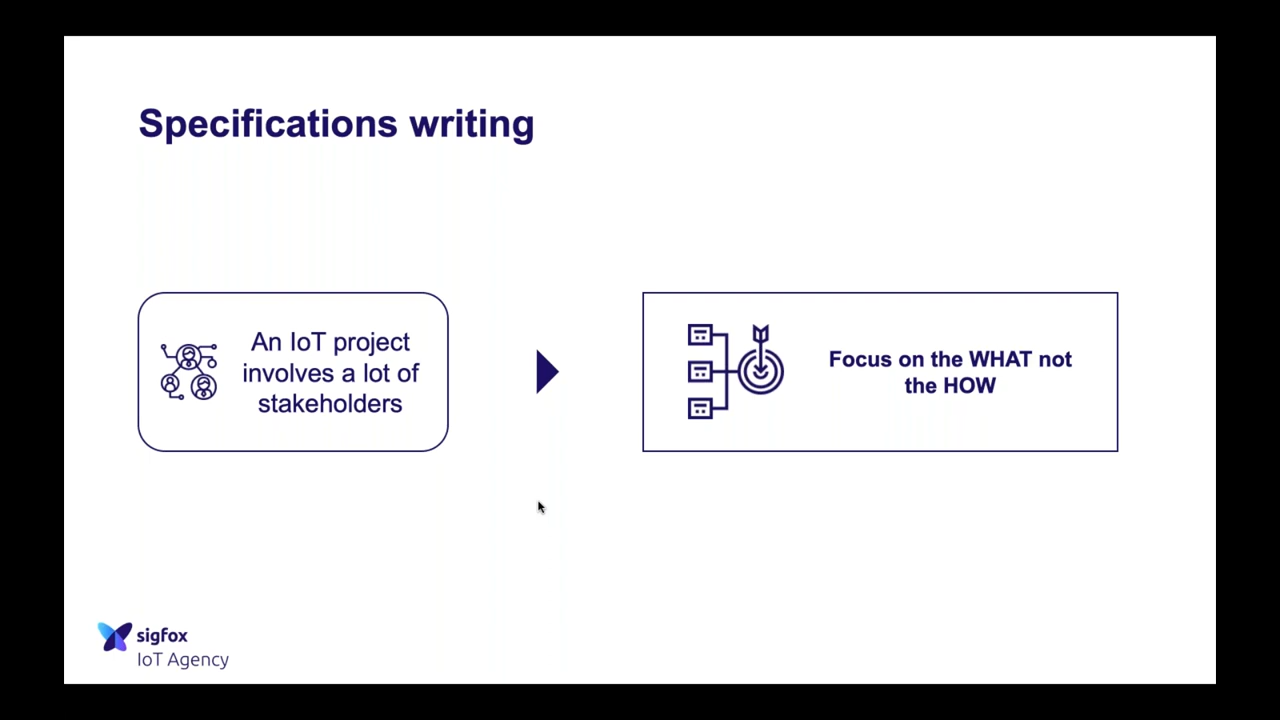 Specifications writing
An IoT project
involves a lot of
stakeholders
Focus on the WHAT not
the HOW
sigfox
IoT Agency